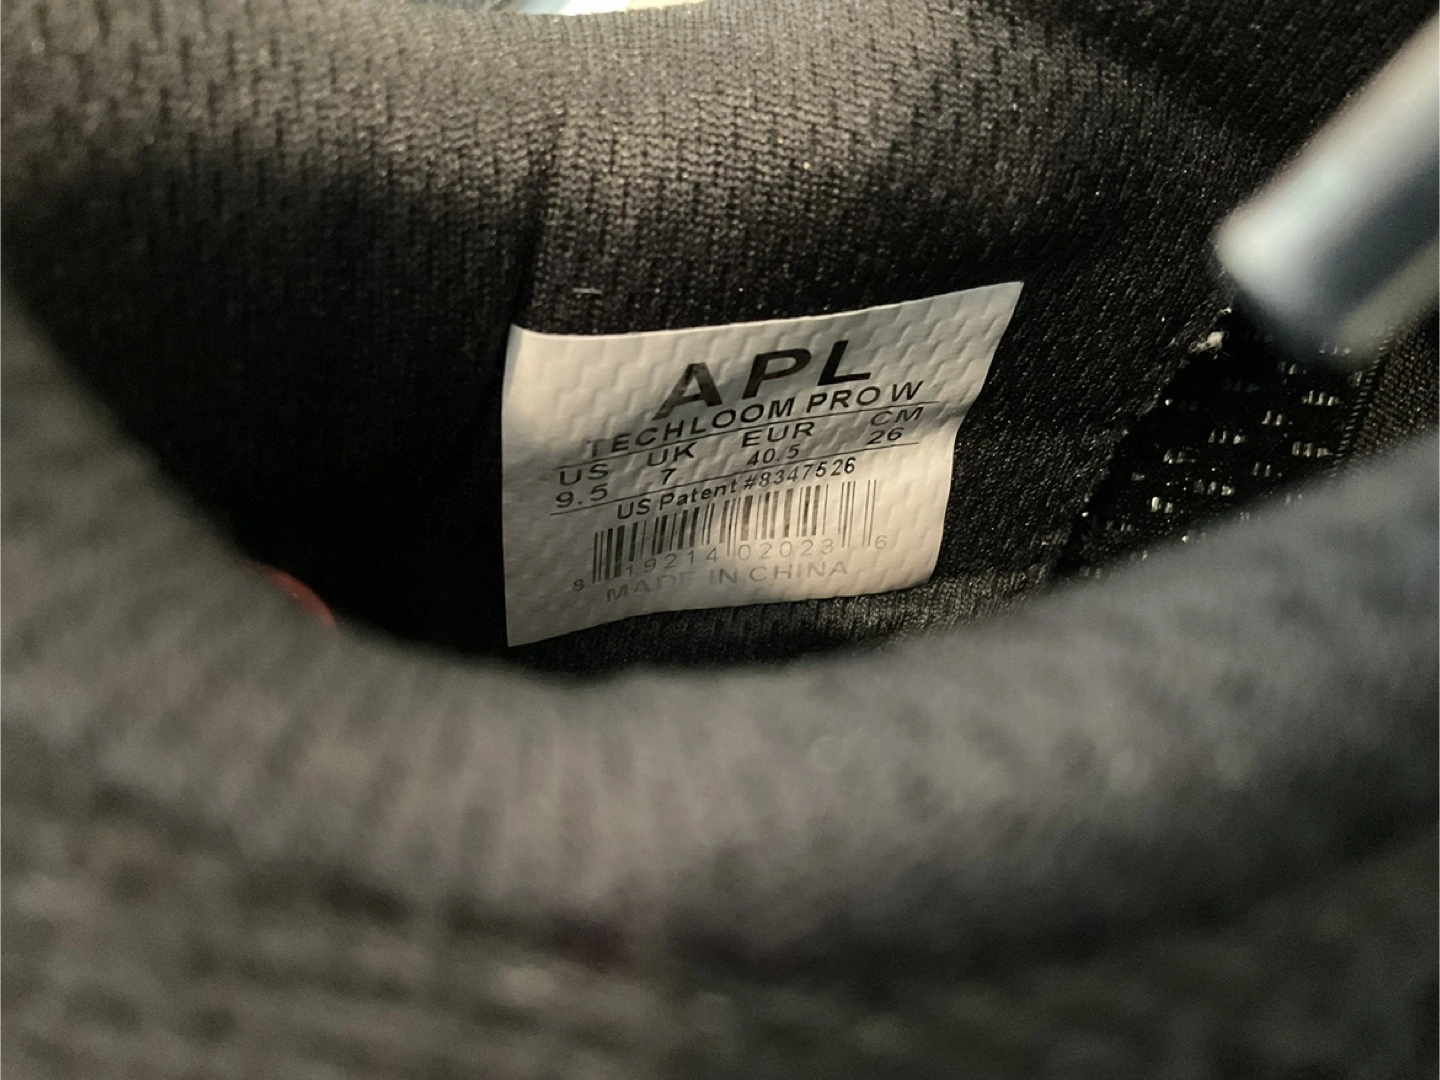 APL
TECHLOOM PRO W
US UK EUR CM
9.5 7 40.5 26
US Patent #8347526
8 19214 02023 6
MADE IN CHINA